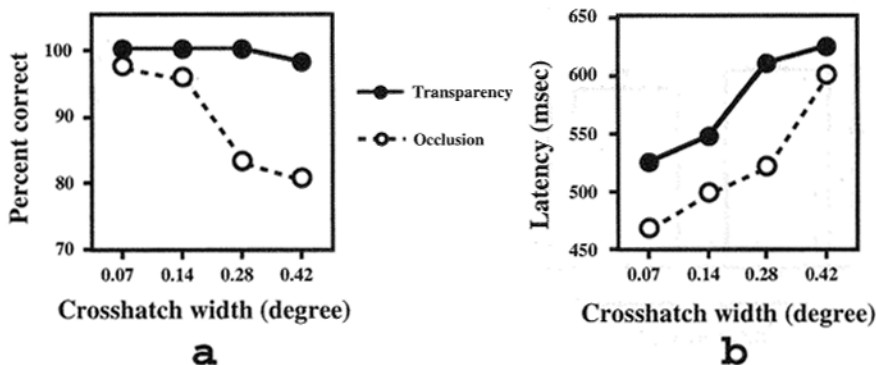 Percent correct
100
90
80
70
0.07 0.14 0.28 0.42
Crosshatch width (degree)
a
Transparency
Occlusion
Latency (msec)
650
600
550
500
450
0.07 0.14 0.28 0.42
Crosshatch width (degree)
b